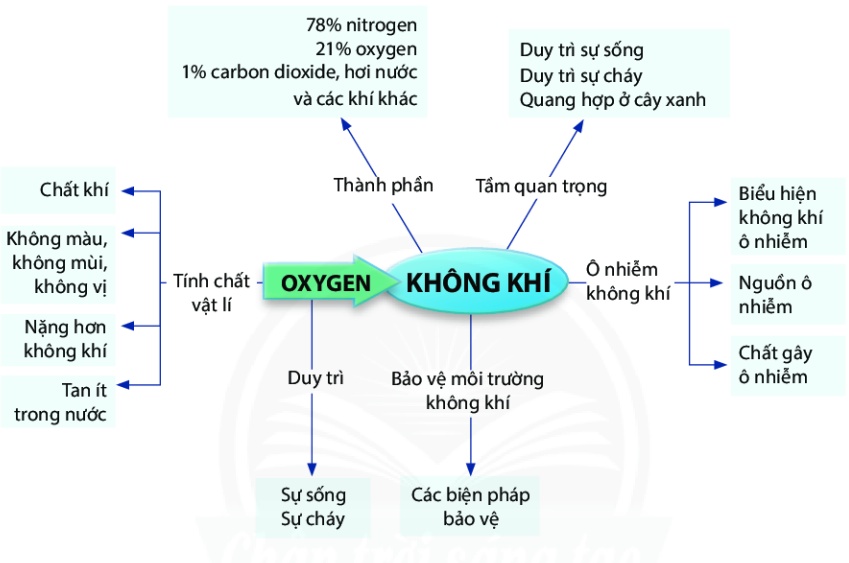 78% nitrogen
21% oxygen
1% carbon dioxide, hơi nước
và các khí khác
Duy trì sự sống
Duy trì sự cháy
Quang hợp ở cây xanh
Thành phần
Tầm quan trọng
Chất khí
Không màu,
không mùi,
không vị
Nặng hơn
không khí
Tan ít
trong nước
Tính chất
vật lí
OXYGEN
KHÔNG KHÍ
Ô nhiễm
không khí
Biểu hiện
không khí
ô nhiễm
Nguồn ô
nhiễm
Chất gây
ô nhiễm
Duy trì
Bảo vệ môi trường
không khí
Sự sống
Sự cháy
Các biện pháp
bảo vệ
Chân trời sáng tạo